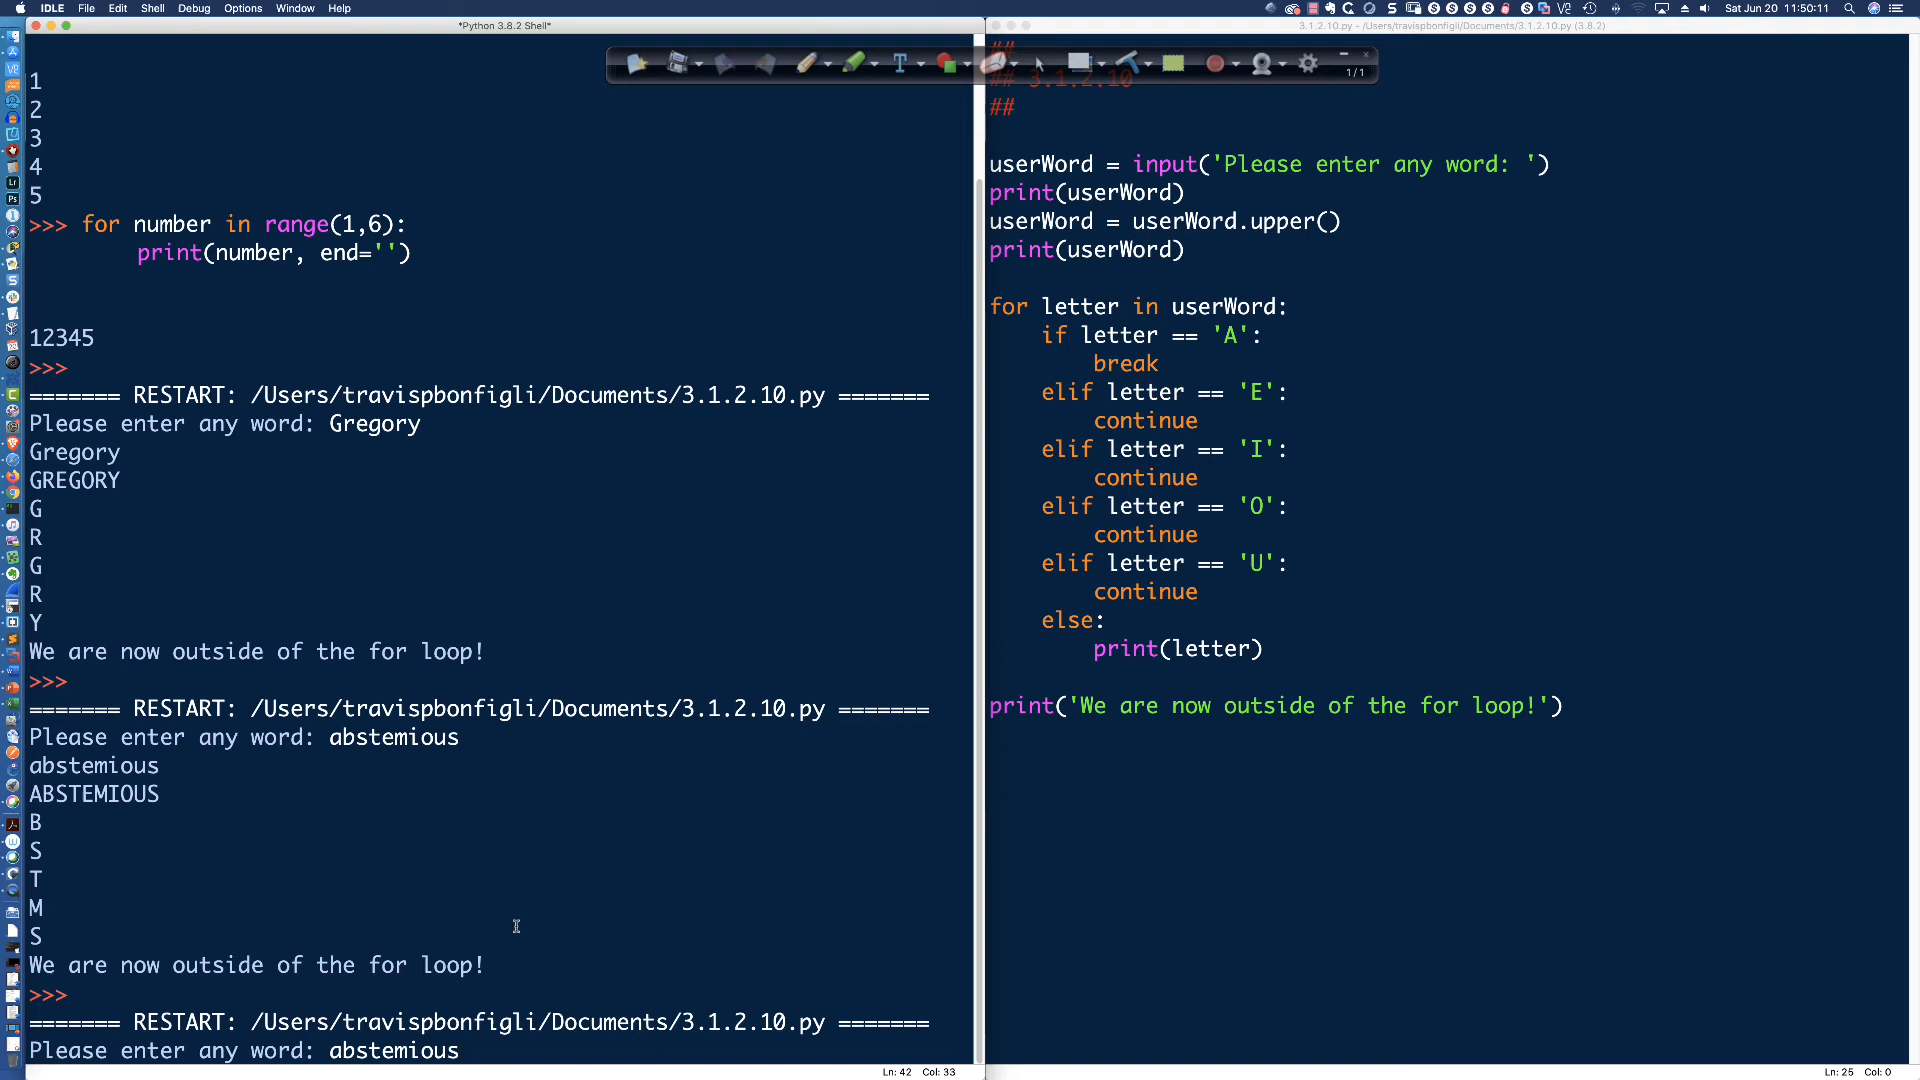 IDLE File Edit Shell Debug Options Window Help
Sat Jun 20 11:50:11
*Python 3.8.2 Shell*
3.1.2.10.py - /Users/travispbonfigli/Documents/3.1.2.10.py (3.8.2)
1/1
1
2
3
4
5
>>> for number in range(1,6):
print(number, end='')
12345
>>>
======= RESTART: /Users/travispbonfigli/Documents/3.1.2.10.py =======
Please enter any word: Gregory
Gregory
GREGORY
G
R
G
R
Y
We are now outside of the for loop!
>>>
======= RESTART: /Users/travispbonfigli/Documents/3.1.2.10.py =======
Please enter any word: abstemious
abstemious
ABSTEMIOUS
B
S
T
M
S
We are now outside of the for loop!
>>>
======= RESTART: /Users/travispbonfigli/Documents/3.1.2.10.py =======
Please enter any word: abstemious
Ln: 42 Col: 33
##
## 3.1.2.10
##
userWord = input('Please enter any word: ')
print(userWord)
userWord = userWord.upper()
print(userWord)
for letter in userWord:
if letter == 'A':
break
elif letter == 'E':
continue
elif letter == 'I':
continue
elif letter == 'O':
continue
elif letter == 'U':
continue
else:
print(letter)
print('We are now outside of the for loop!')
Ln: 25 Col: 0